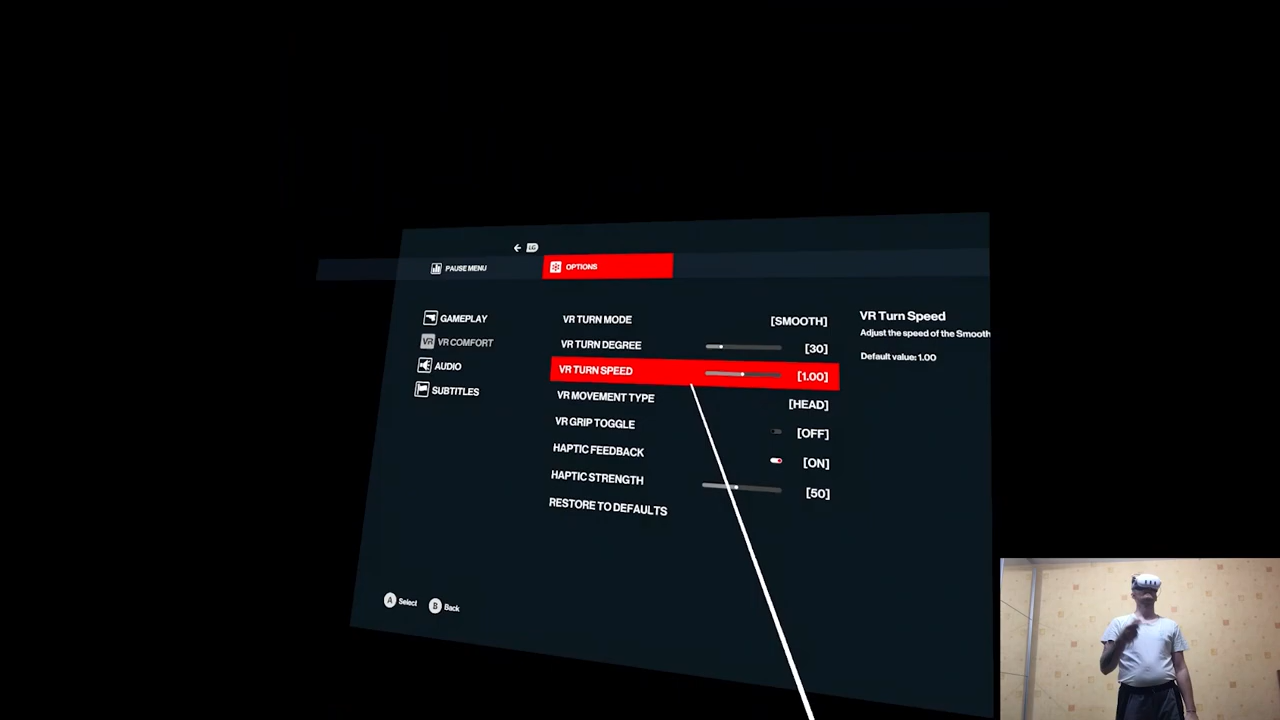 LG
PAUSE MENU
OPTIONS
GAMEPLAY
VR COMFORT
AUDIO
SUBTITLES
VR TURN MODE [SMOOTH]
VR TURN DEGREE [30]
VR TURN SPEED [1.00]
VR MOVEMENT TYPE [HEAD]
VR GRIP TOGGLE [OFF]
HAPTIC FEEDBACK [ON]
HAPTIC STRENGTH [50]
RESTORE TO DEFAULTS
VR Turn Speed
Adjust the speed of the Smooth
Default value: 1.00
A Select B Back